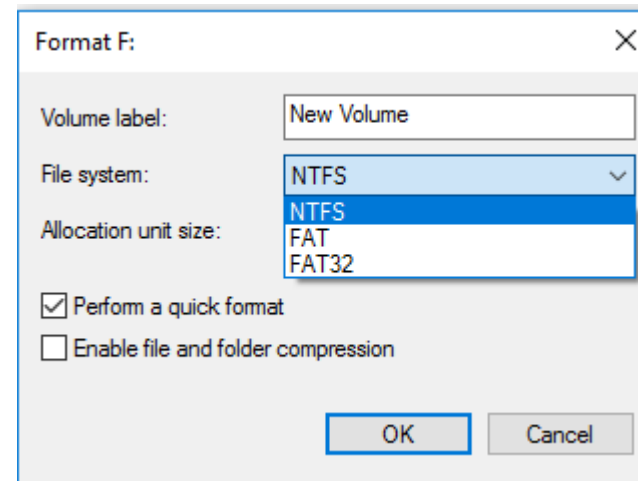 Format F:
Volume label: New Volume
File system: NTFS
NTFS
Allocation unit size:
FAT
FAT32
Perform a quick format
Enable file and folder compression
OK Cancel